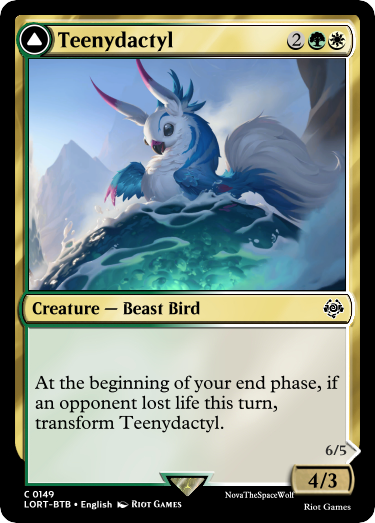 Teenydactyl 2
Creature — Beast Bird
At the beginning of your end phase, if
an opponent lost life this turn,
transform Teenydactyl.
6/5
4/3
C 0149
LORT-BTB • English Riot Games
NovaTheSpaceWolf
Riot Games